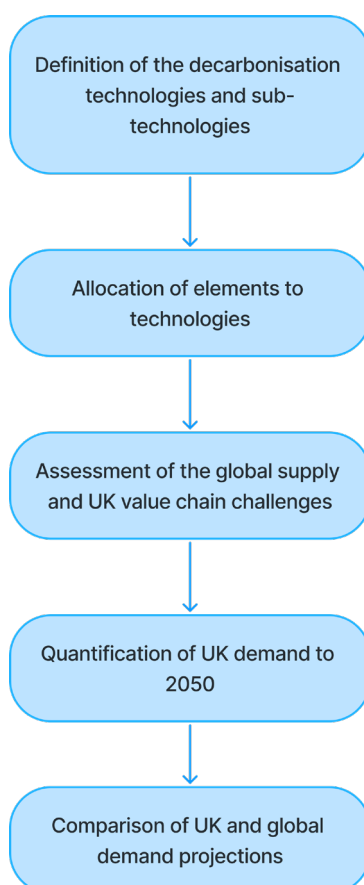 Definition of the decarbonisation
technologies and sub-
technologies
Allocation of elements to
technologies
Assessment of the global supply
and UK value chain challenges
Quantification of UK demand to
2050
Comparison of UK and global
demand projections